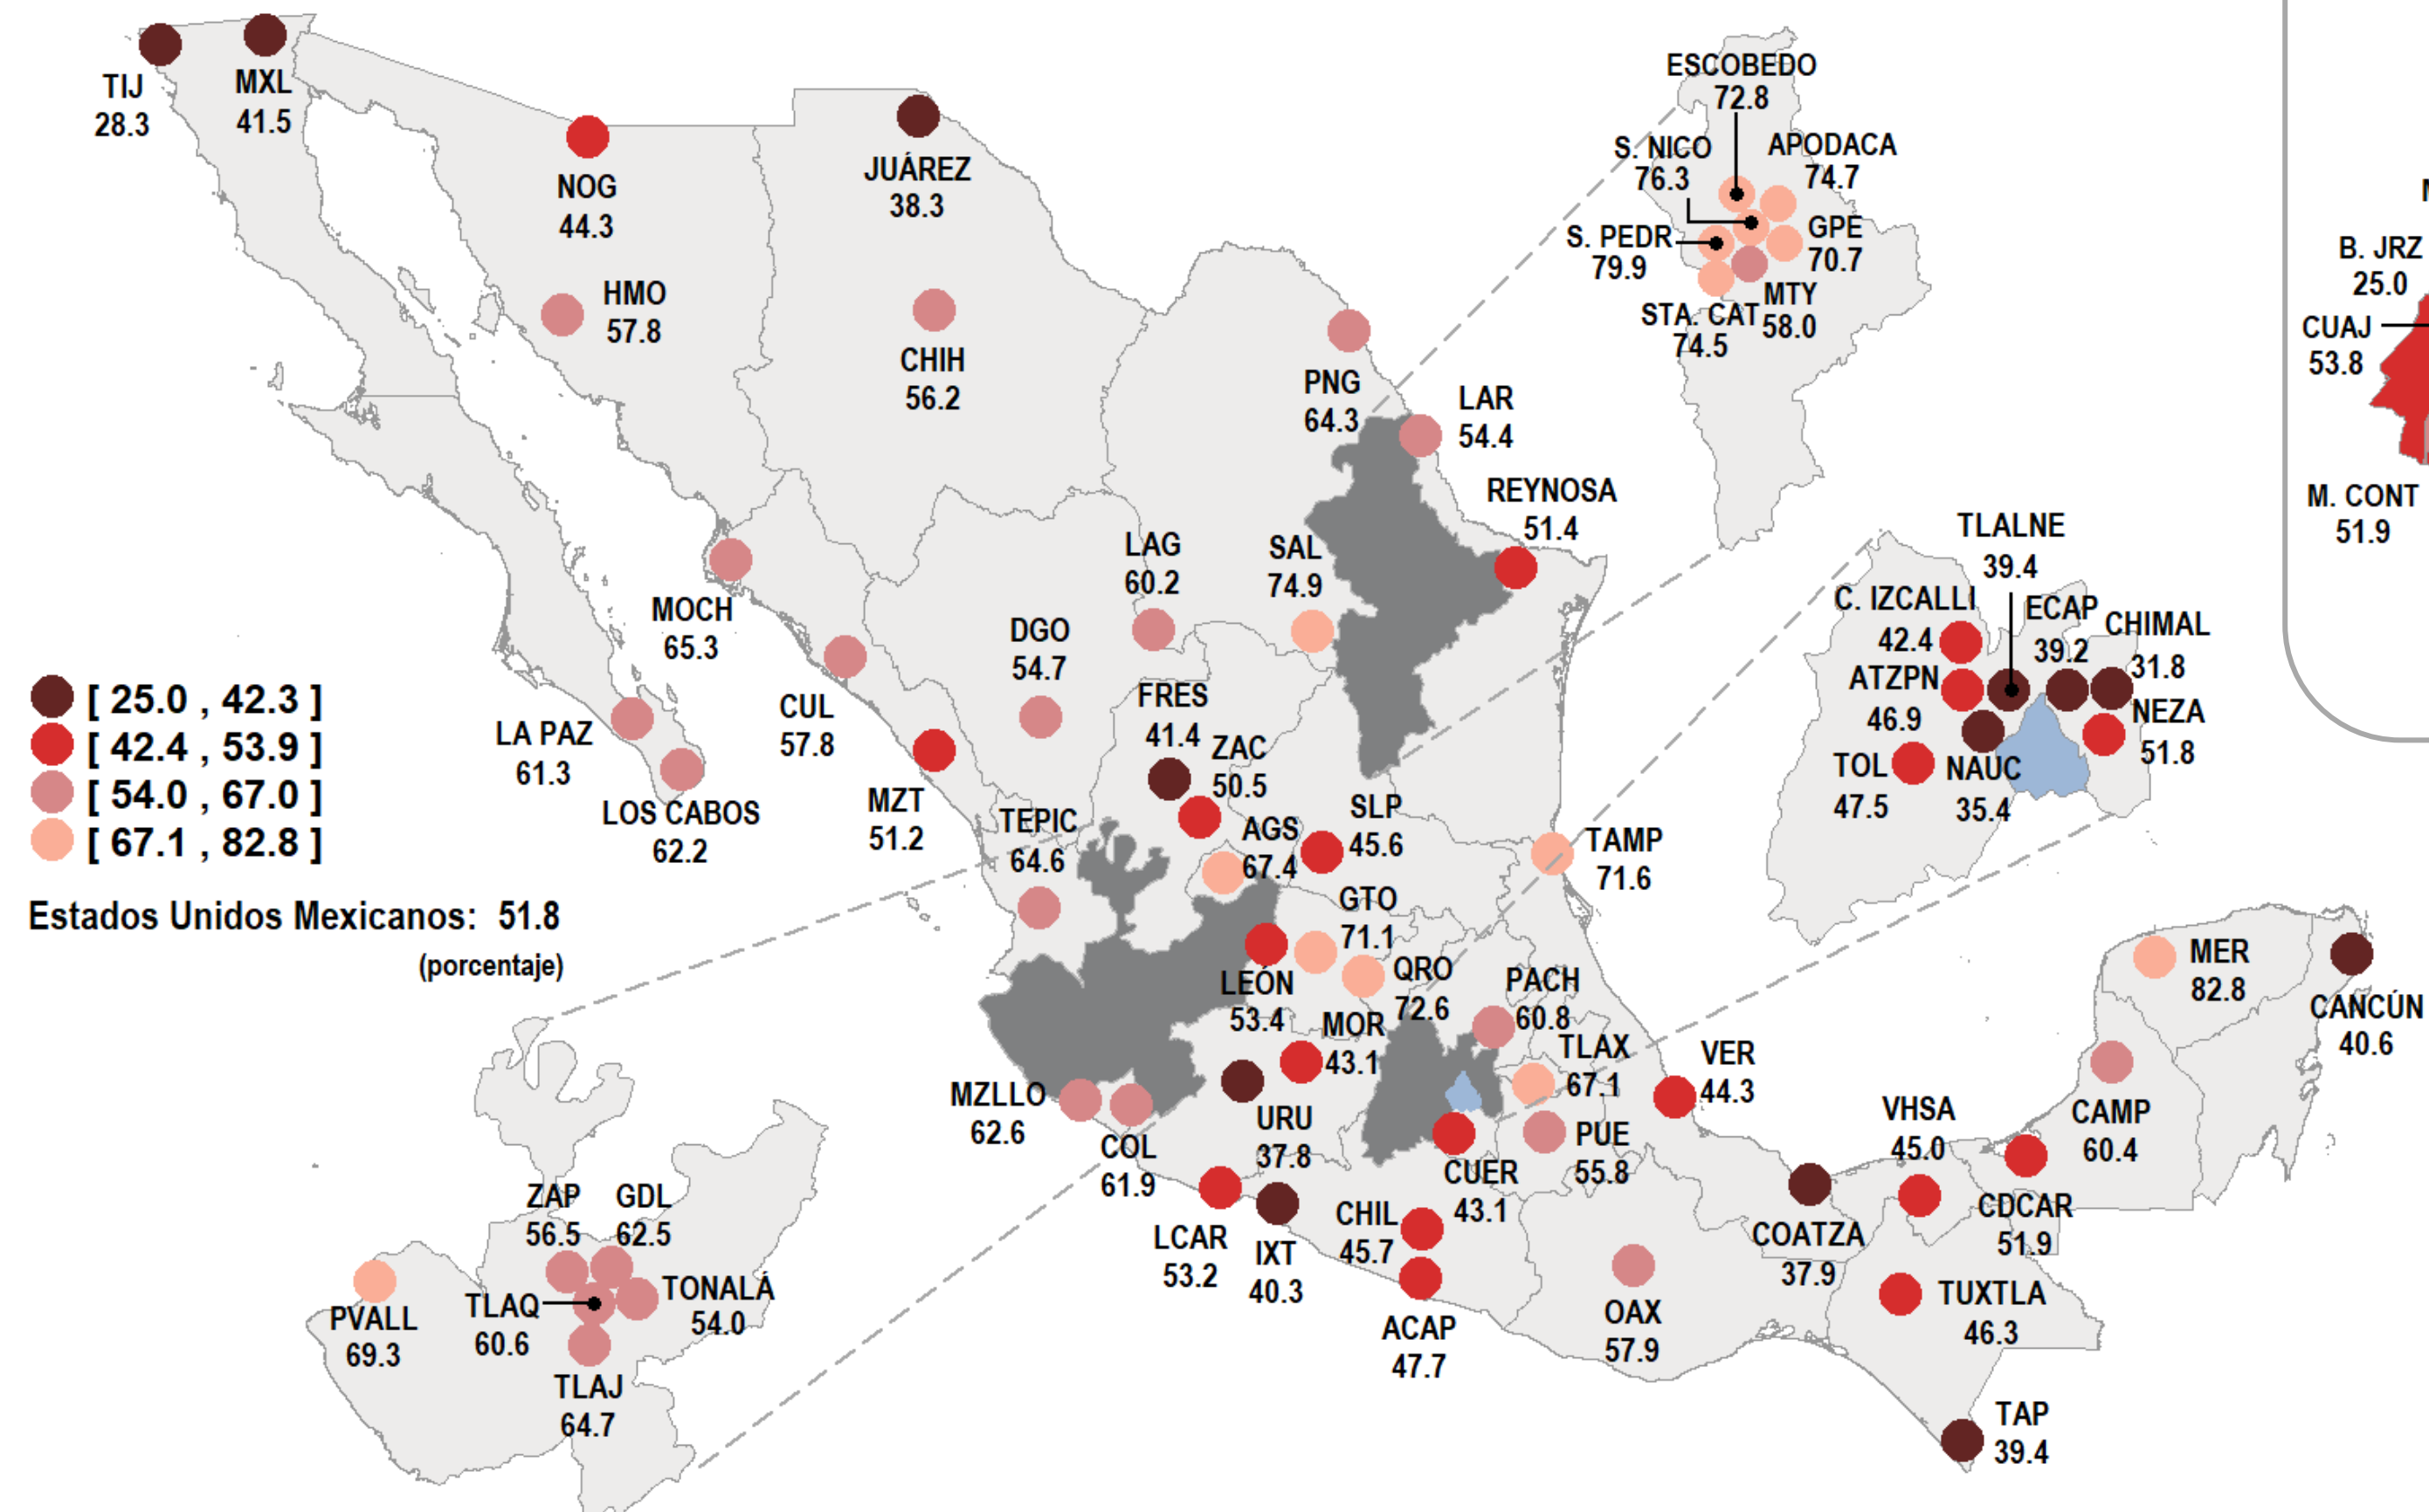 TIJ
28.3
MXL
41.5
NOG
44.3
HMO
57.8
JUÁREZ
38.3
CHIH
56.2
PNG
64.3
LAR
54.4
REYNOSA
51.4
ESCOBEDO
72.8
S. NICO
76.3
APODACA
74.7
S. PEDR
79.9
GPE
70.7
MTY
58.0
STA. CAT
74.5
B. JRZ
25.0
CUAJ
53.8
M. CONT
51.9
MOCH
65.3
CUL
57.8
LAG
60.2
SAL
74.9
DGO
54.7
FRES
41.4
ZAC
50.5
LA PAZ
61.3
LOS CABOS
62.2
MZT
51.2
TEPIC
64.6
AGS
67.4
SLP
45.6
TAMP
71.6
TLALNE
39.4
C. IZCALLI
42.4
ECAP
39.2
CHIMAL
31.8
ATZPN
46.9
NEZA
51.8
TOL
47.5
NAUC
35.4
[ 25.0 , 42.3 ]
[ 42.4 , 53.9 ]
[ 54.0 , 67.0 ]
[ 67.1 , 82.8 ]
Estados Unidos Mexicanos: 51.8
(porcentaje)
GTO
71.1
LEÓN
53.4
QRO
72.6
PACH
60.8
MOR
43.1
TLAX
67.1
VER
44.3
MZLLO
62.6
COL
61.9
URU
37.8
CUER
43.1
PUE
55.8
LCAR
53.2
IXT
40.3
CHIL
45.7
ACAP
47.7
OAX
57.9
COATZA
37.9
VHSA
45.0
CDCAR
51.9
TUXTLA
46.3
TAP
39.4
MER
82.8
CANCÚN
40.6
CAMP
60.4
ZAP
56.5
GDL
62.5
TONALÁ
54.0
TLAQ
60.6
PVALL
69.3
TLAJ
64.7